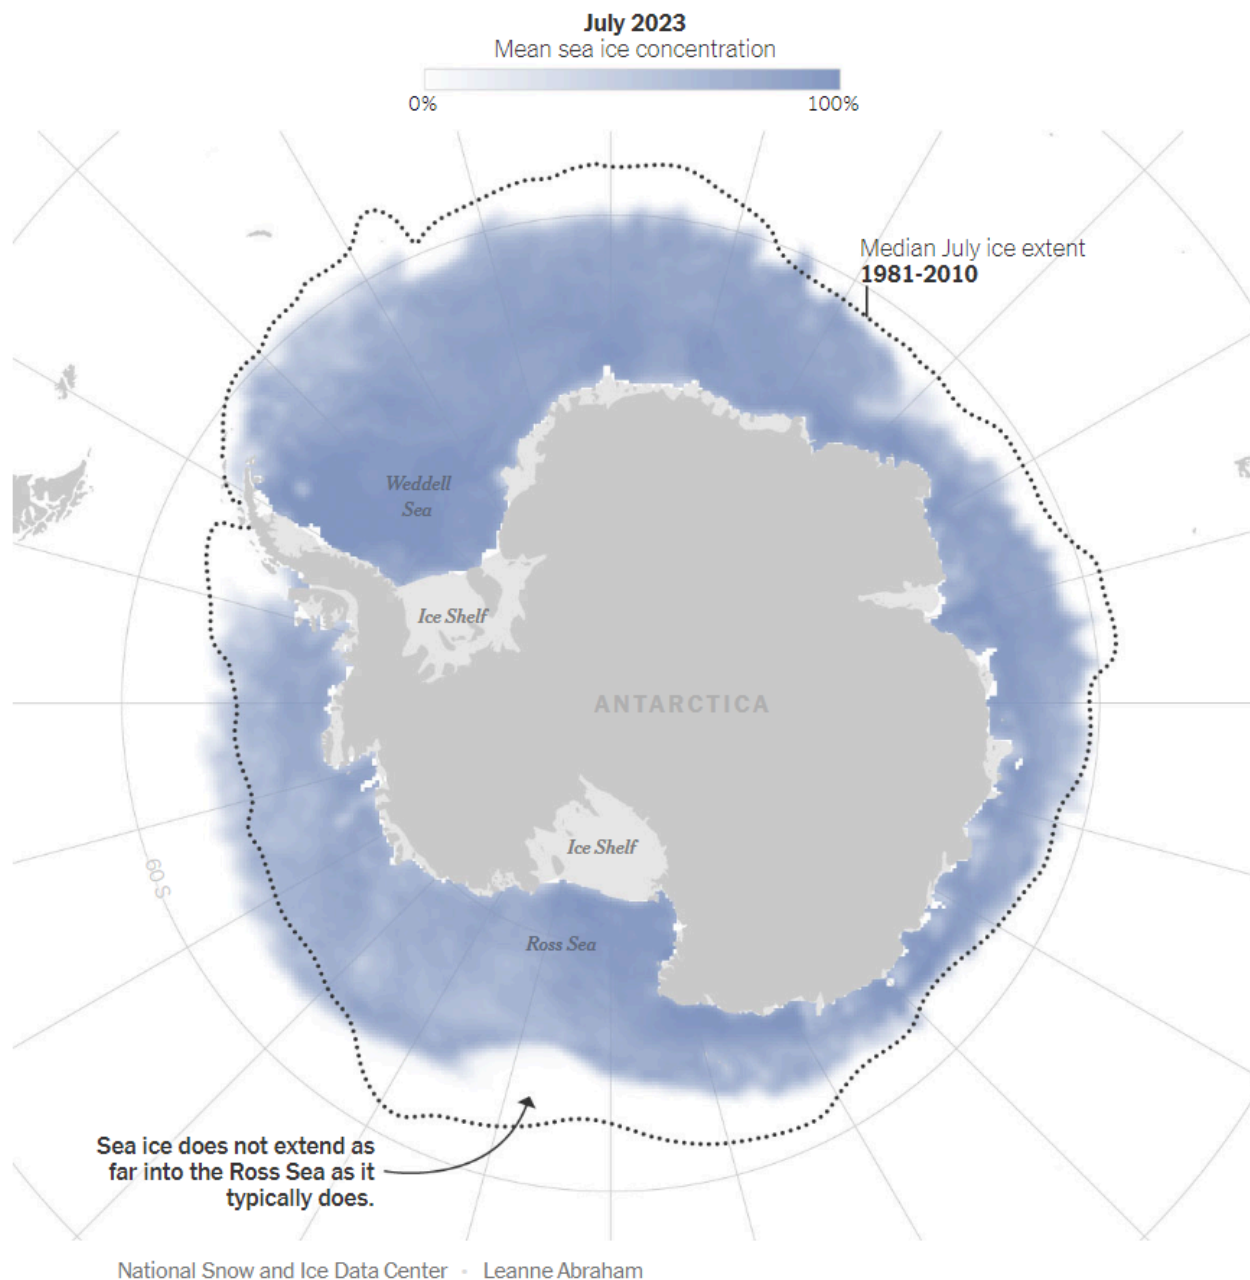 July 2023
Mean sea ice concentration
0%
100%
Median July ice extent
1981-2010
Weddell
Sea
Ice Shelf
ANTARCTICA
Ice Shelf
60·S
Ross Sea
Sea ice does not extend as
far into the Ross Sea as it
typically does.
National Snow and Ice Data Center • Leanne Abraham